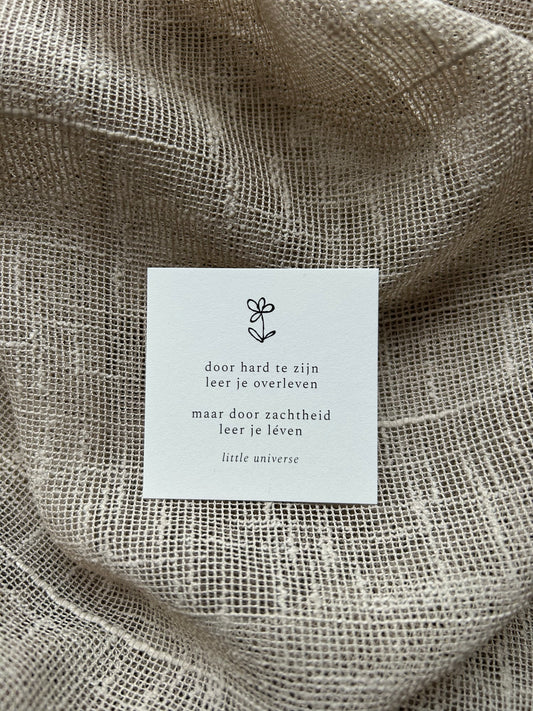 door hard te zijn
leer je overleven
maar door zachtheid
leer je léven
little universe